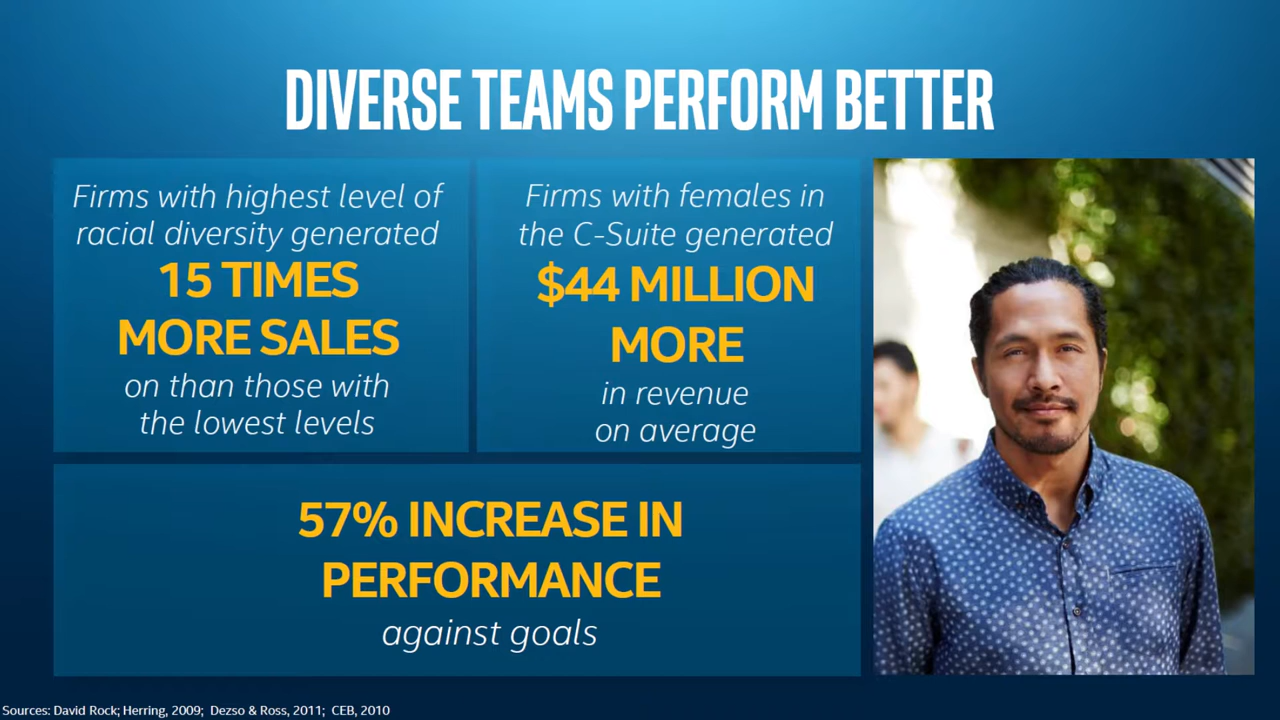 DIVERSE TEAMS PERFORM BETTER
Firms with highest level of
racial diversity generated
15 TIMES
MORE SALES
on than those with
the lowest levels
Firms with females in
the C-Suite generated
$44 MILLION
MORE
in revenue
on average
57% INCREASE IN
PERFORMANCE
against goals
Sources: David Rock; Herring, 2009; Dezso & Ross, 2011; CEB, 2010